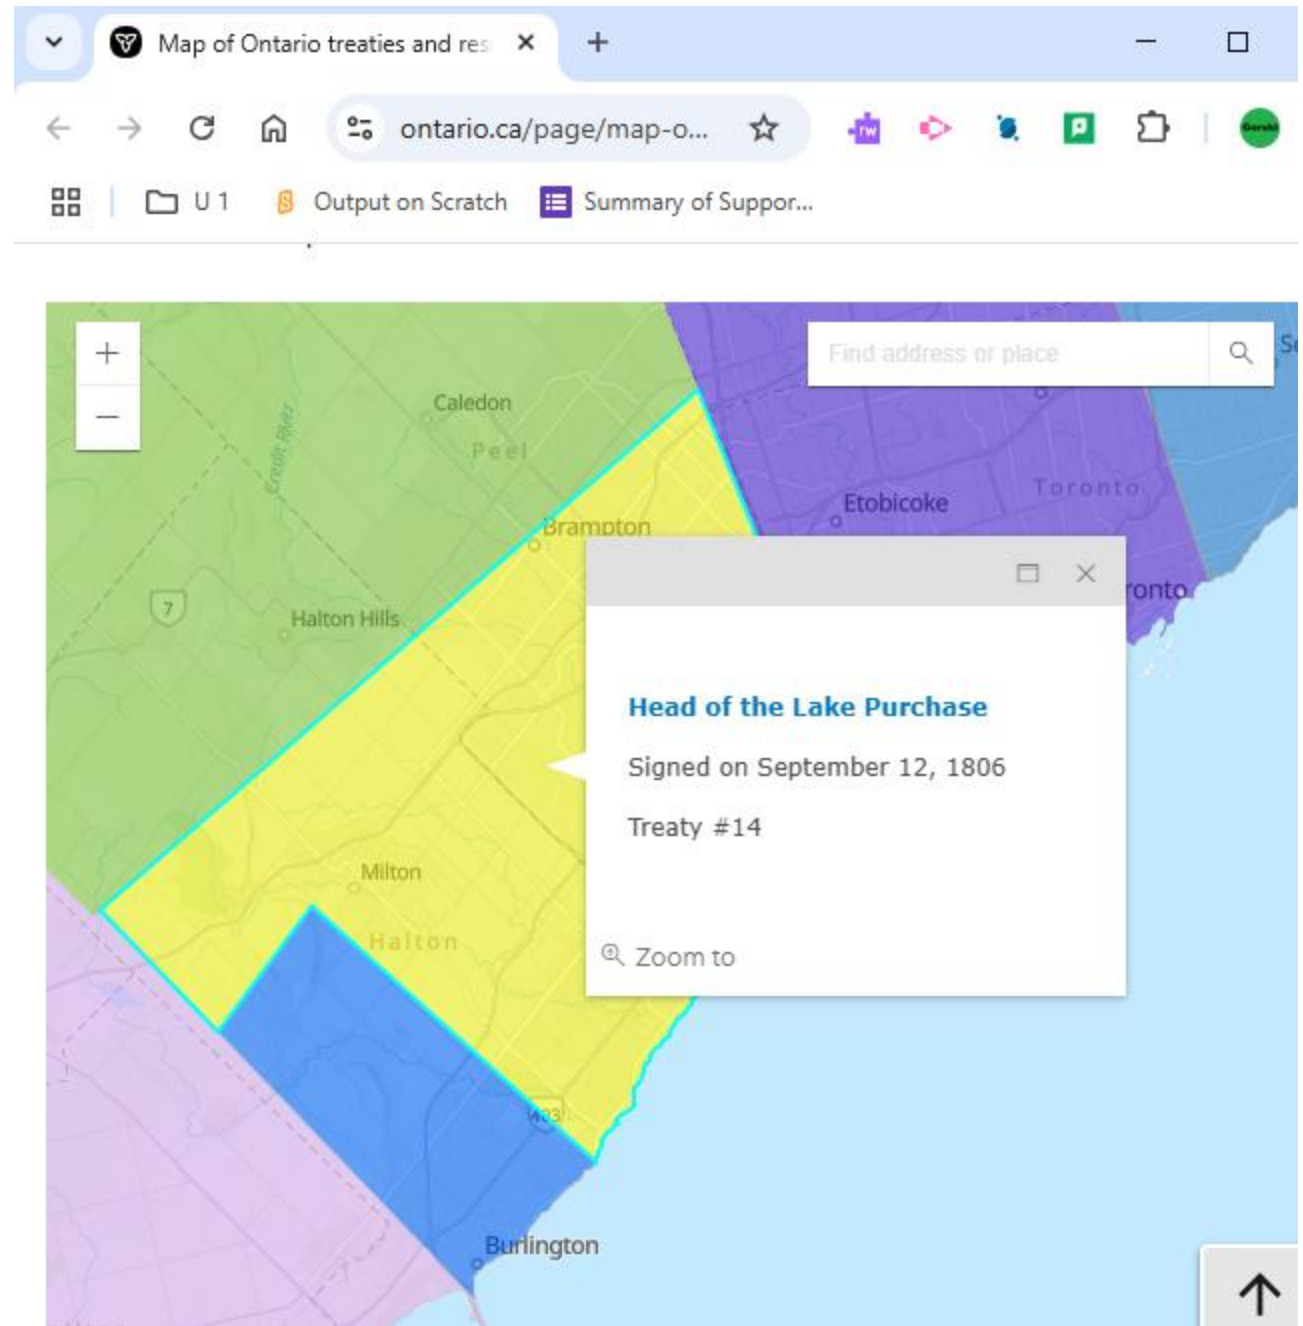 Map of Ontario treaties and res
ontario.ca/page/map-o...
rw
Gorski
U 1
Output on Scratch
Summary of Suppor...
Find address or place
Caledon
Peel
Credit River
Etobicoke
Toronto
Brampton
ronto
7
Halton Hills
Head of the Lake Purchase
Signed on September 12, 1806
Treaty #14
Milton
Halton
Zoom to
403
Burlington